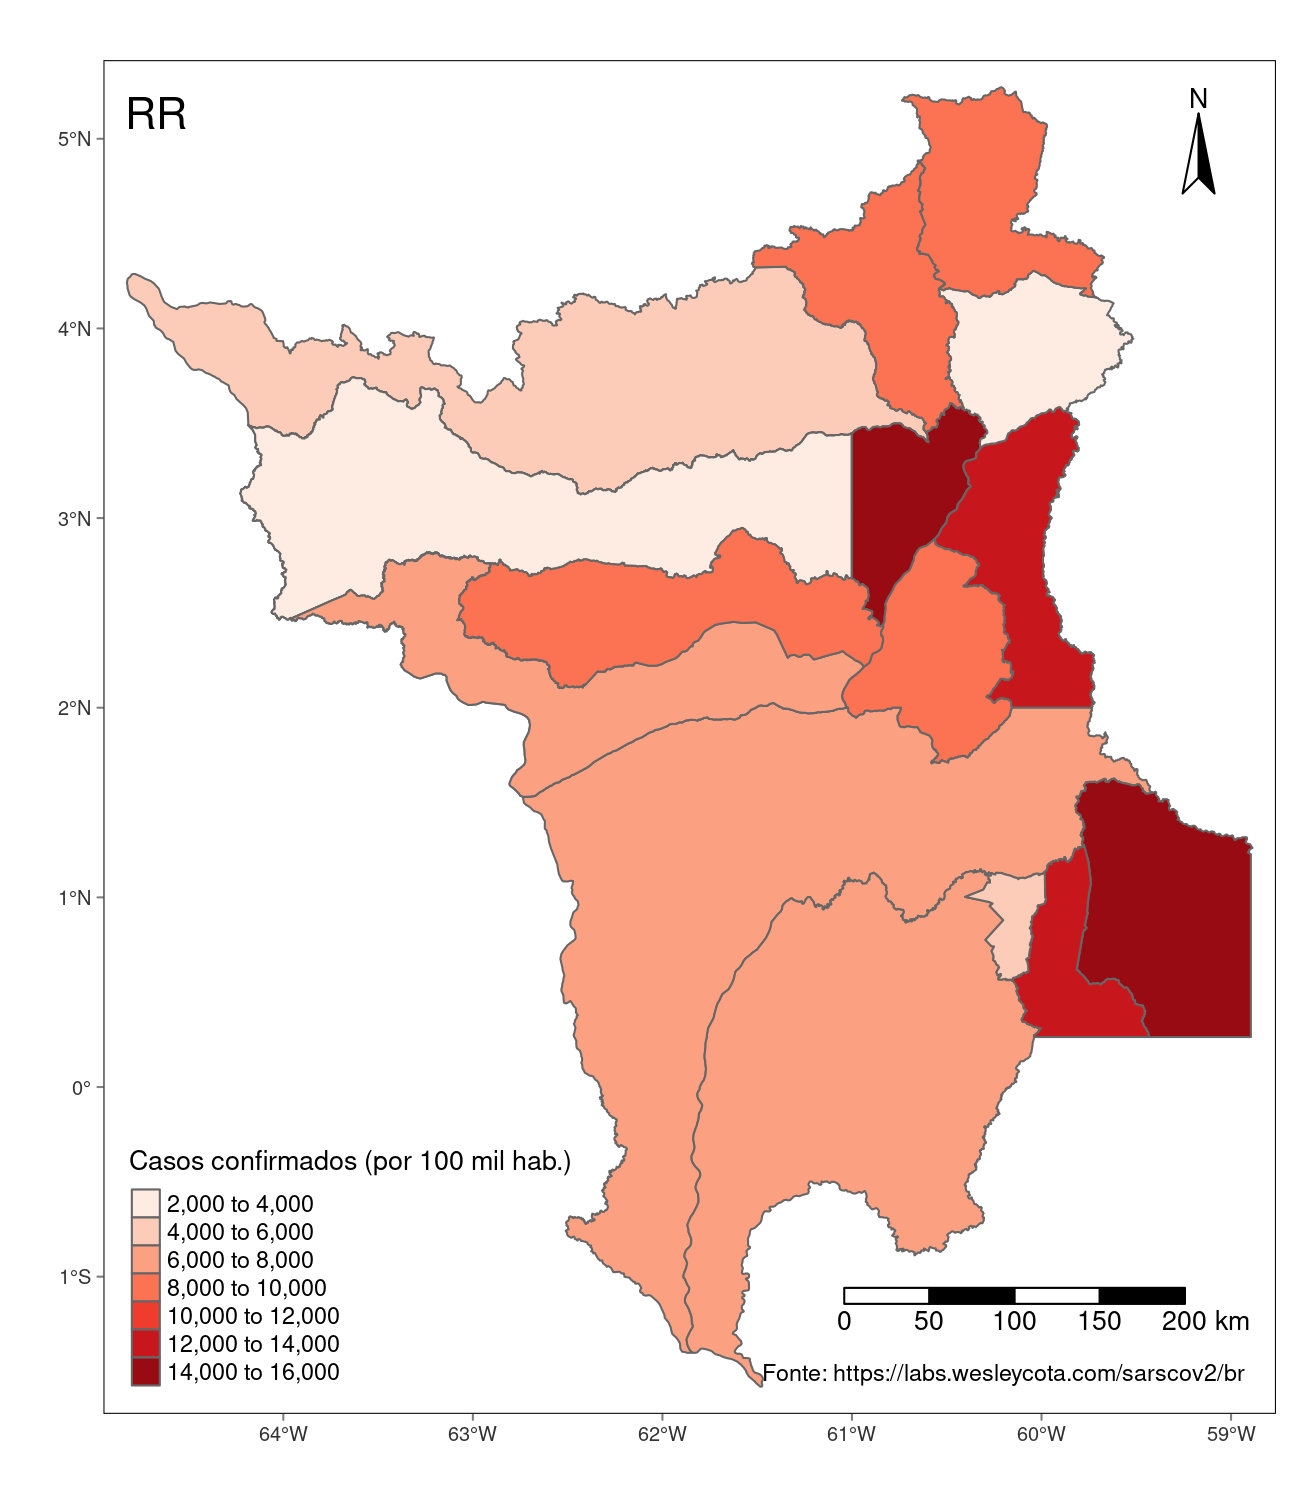 RR
N
5°N
4°N
3°N
2°N
1°N
0°
1°S
Casos confirmados (por 100 mil hab.)
2,000 to 4,000
4,000 to 6,000
6,000 to 8,000
8,000 to 10,000
10,000 to 12,000
12,000 to 14,000
14,000 to 16,000
0 50 100 150 200 km
Fonte: https://labs.wesleycota.com/sarscov2/br
64°W 63°W 62°W 61°W 60°W 59°W